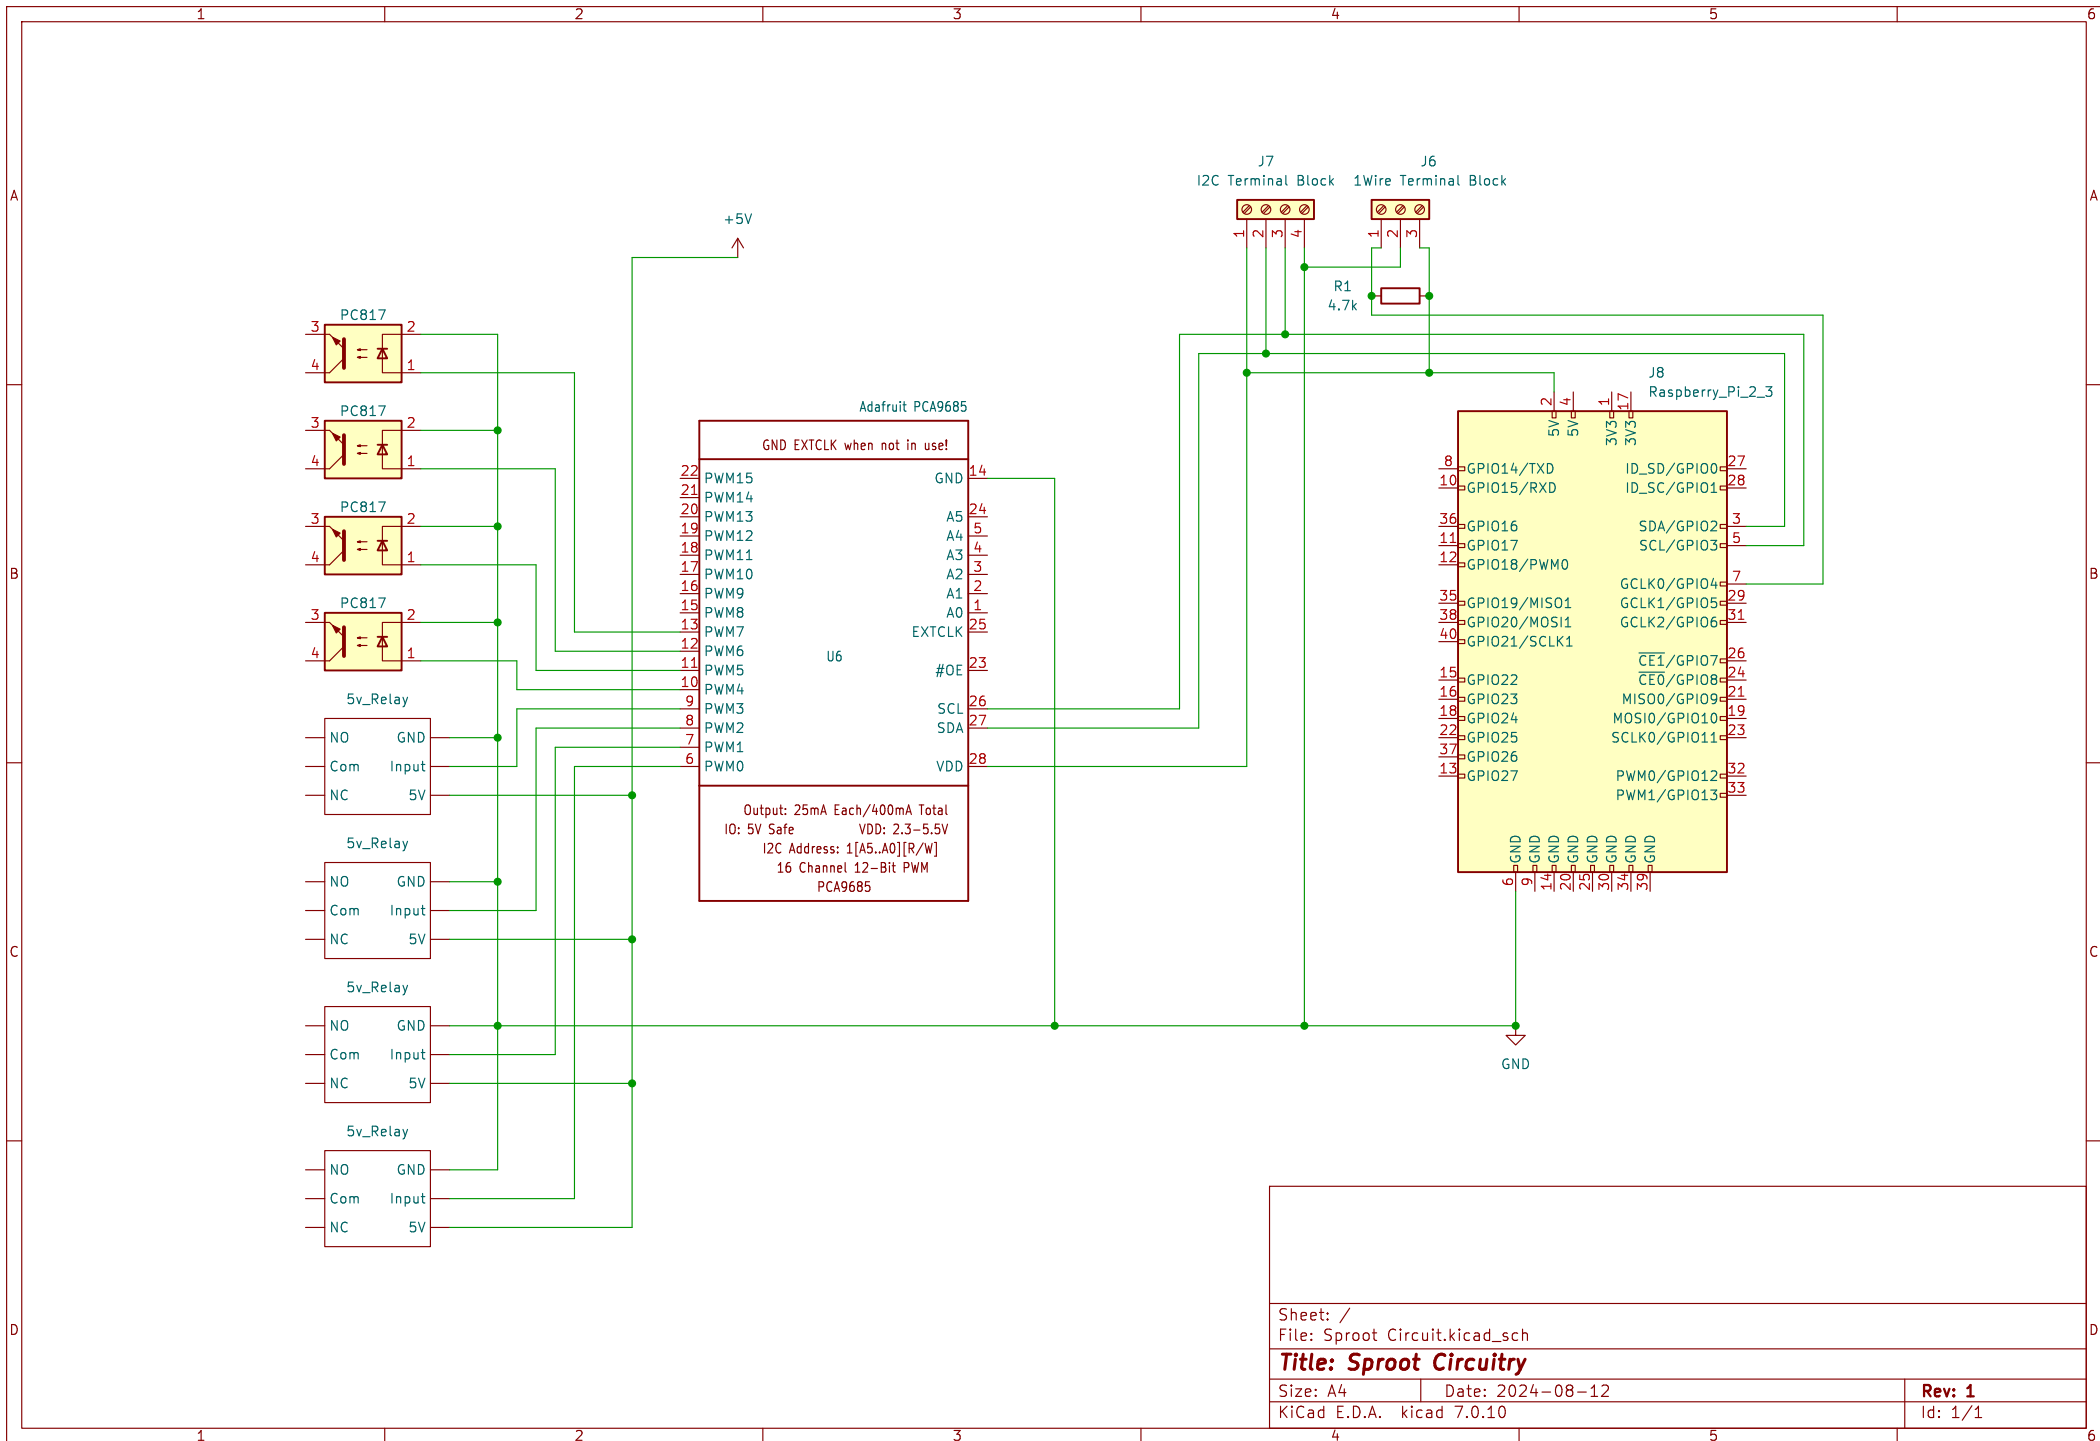 1 2 3 4 5 6
A
B
C
D
A
B
C
D
1 2 3 4 5 6
J7
I2C Terminal Block
1
2
3
4
J6
1Wire Terminal Block
1
2
3
R1
4.7k
+5V
PC817
3 2
4 1
PC817
3 2
4 1
PC817
3 2
4 1
PC817
3 2
4 1
5v_Relay
NO GND
Com Input
NC 5V
5v_Relay
NO GND
Com Input
NC 5V
5v_Relay
NO GND
Com Input
NC 5V
5v_Relay
NO GND
Com Input
NC 5V
Adafruit PCA9685
GND EXTCLK when not in use!
22 PWM15
21 PWM14
20 PWM13
19 PWM12
18 PWM11
17 PWM10
16 PWM9
15 PWM8
13 PWM7
12 PWM6
11 PWM5
10 PWM4
9 PWM3
8 PWM2
7 PWM1
6 PWM0
U6
GND 14
A5 24
A4 5
A3 4
A2 3
A1 2
A0 1
EXTCLK 25
#OE 23
SCL 26
SDA 27
VDD 28
Output: 25mA Each/400mA Total
IO: 5V Safe VDD: 2.3-5.5V
I2C Address: 1[A5..A0][R/W]
16 Channel 12-Bit PWM
PCA9685
J8
Raspberry_Pi_2_3
2 5V
4 5V
1 3V3
17 3V3
8 GPIO14/TXD
10 GPIO15/RXD
36 GPIO16
11 GPIO17
12 GPIO18/PWM0
35 GPIO19/MISO1
38 GPIO20/MOSI1
40 GPIO21/SCLK1
15 GPIO22
16 GPIO23
18 GPIO24
22 GPIO25
37 GPIO26
13 GPIO27
ID_SD/GPIO0 27
ID_SC/GPIO1 28
SDA/GPIO2 3
SCL/GPIO3 5
GCLK0/GPIO4 7
GCLK1/GPIO5 29
GCLK2/GPIO6 31
CE1/GPIO7 26
CE0/GPIO8 24
MISO0/GPIO9 21
MOSI0/GPIO10 19
SCLK0/GPIO11 23
PWM0/GPIO12 32
PWM1/GPIO13 33
GND 6
GND 9
GND 14
GND 20
GND 25
GND 30
GND 34
GND 39
GND
Sheet: /
File: Sproot Circuit.kicad_sch
Title: Sproot Circuitry
Size: A4 Date: 2024-08-12 Rev: 1
KiCad E.D.A. kicad 7.0.10 Id: 1/1